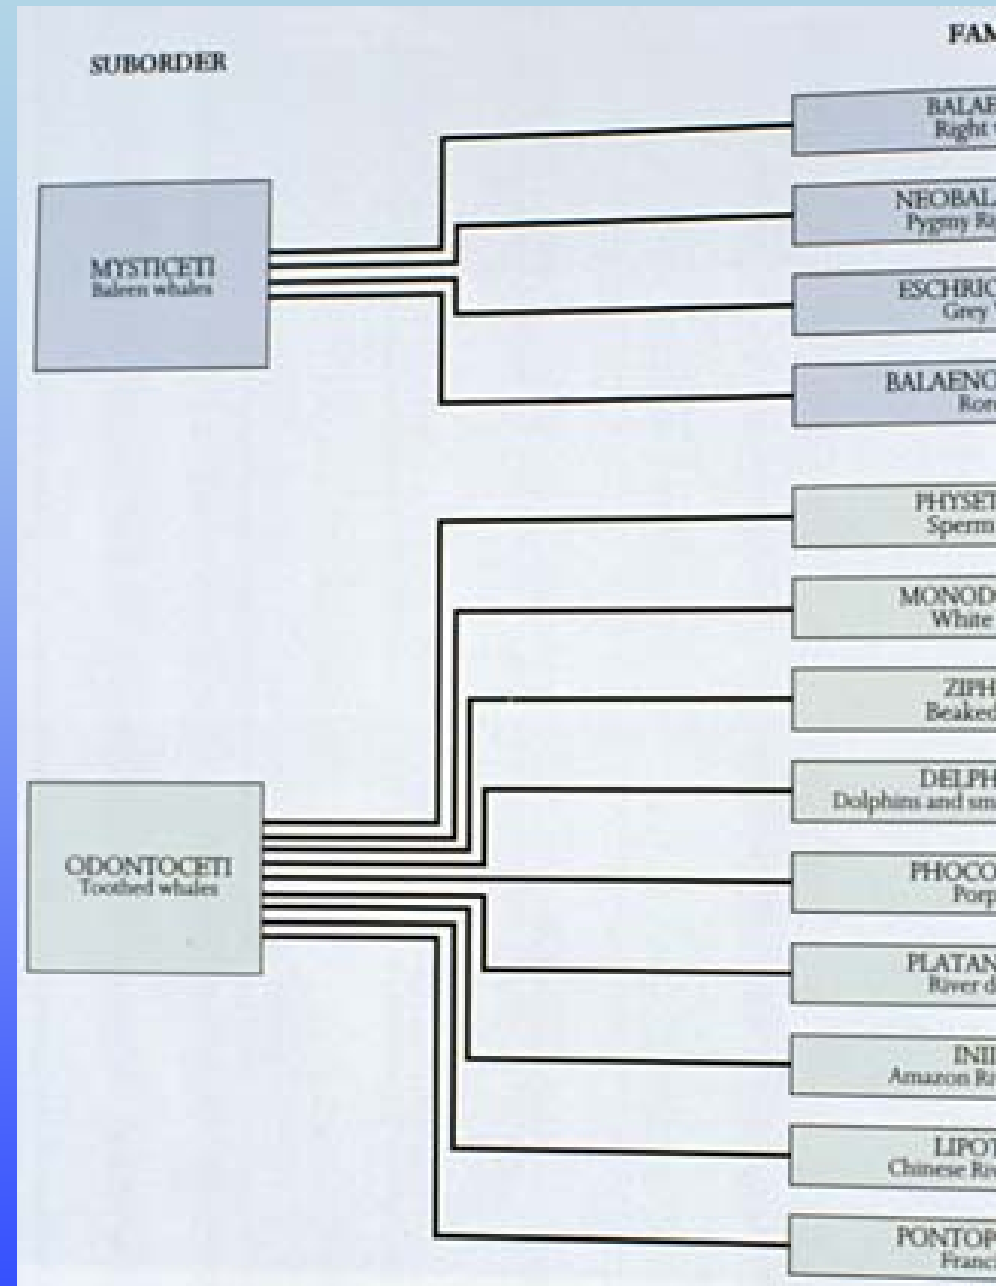 SUBORDER
FAM
BALAE
Right
NEOBAL
Pygmy Ri
MYSTICETI
Baleen whales
ESCHRIC
Grey
BALAENO
Ror
PHYSET
Sperm
MONOD
White
ZIPH
Beaked
DELPH
Dolphins and sm
ODONTOCETI
Toothed whales
PHOCO
Porp
PLATAN
River d
INII
Amazon Ri
LIPOT
Chinese Riv
PONTOP
Franc